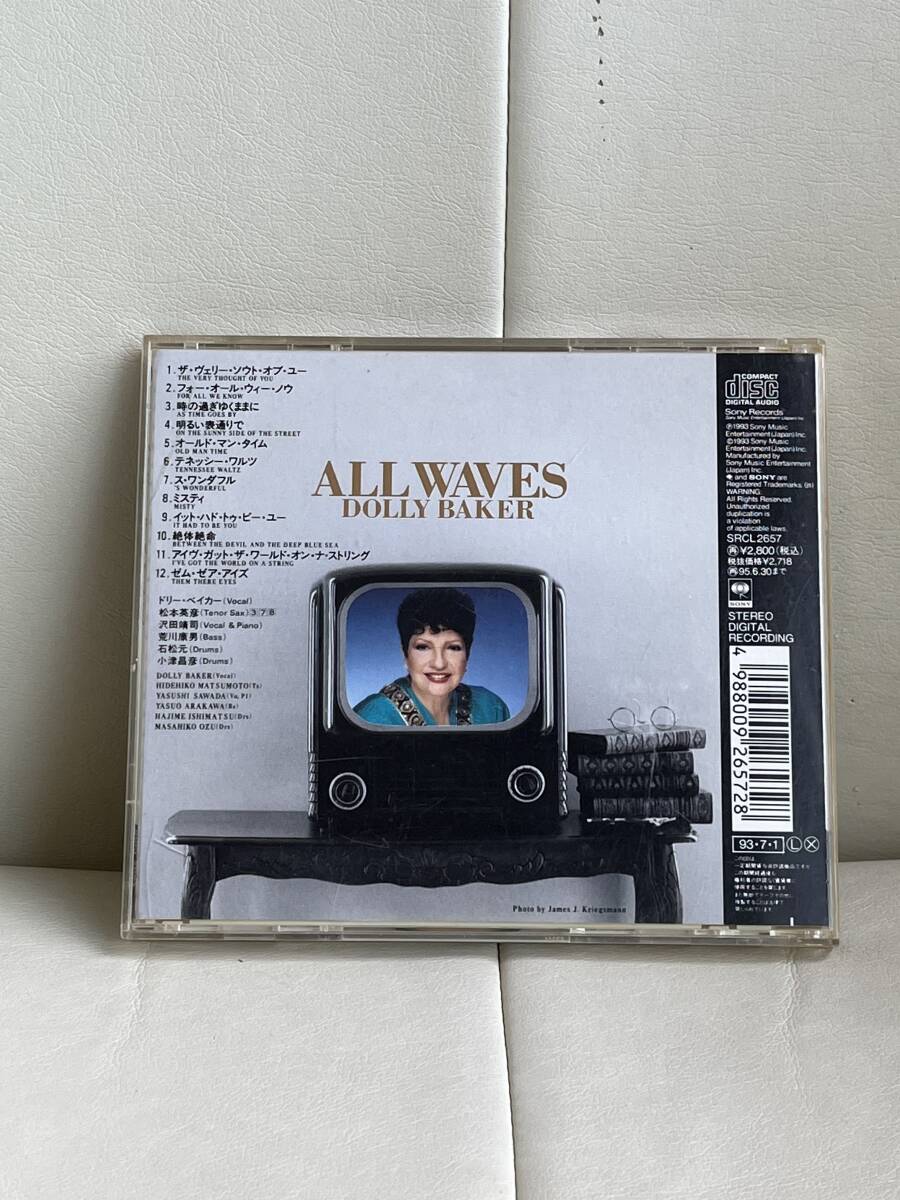 1. ザ・ヴェリー・ソウト・オブ・ユー
THE VERY THOUGHT OF YOU
2. フォー・オール・ウィー・ノウ
FOR ALL WE KNOW
3. 時の過ぎゆくままに
AS TIME GOES BY
4. 明るい表通りで
ON THE SUNNY SIDE OF THE STREET
5. オールド・マン・タイム
OLD MAN TIME
6. テネッシー・ワルツ
TENNESSEE WALTZ
7. ス・ワンダフル
'S WONDERFUL
8. ミスティ
MISTY
9. イット・ハド・トゥ・ビー・ユー
IT HAD TO BE YOU
10. 絶体絶命
BETWEEN THE DEVIL AND THE DEEP BLUE SEA
11. アイヴ・ガット・ザ・ワールド・オン・ナ・ストリング
I'VE GOT THE WORLD ON A STRING
12. ゼム・ゼア・アイズ
THEM THERE EYES
ドリー・ベイカー(Vocal)
松本英彦(Tenor Sax)③⑦⑧
沢田靖司(Vocal & Piano)
荒川康男(Bass)
石松元(Drums)
小津昌彦(Drums)
DOLLY BAKER(Vocal)
HIDEHIKO MATSUMOTO(Ts)
YASUSHI SAWADA(Vo, Pf)
YASUO ARAKAWA(Bs)
HAJIME ISHIMATSU(Drs)
MASAHIKO OZU(Drs)
ALL WAVES
DOLLY BAKER
Photo by James J. Kriegsmann
COMPACT
disc
DIGITAL AUDIO
Sony Records
Sony Music Entertainment (Japan) Inc.
Ⓟ1993 Sony Music
Entertainment (Japan) Inc.
©1993 Sony Music
Entertainment (Japan) Inc.
Manufactured by
Sony Music Entertainment
(Japan) Inc.
and SONY are
Registered Trademarks.
WARNING:
All Rights Reserved.
Unauthorized
duplication is
a violation
of applicable laws.
SRCL 2657
㊢¥2,800(税込)
税抜価格¥2,718
㊢95.6.30まで
SONY
STEREO
DIGITAL
RECORDING
4 988009 265728
93・7・1 Ⓛ Ⓧ